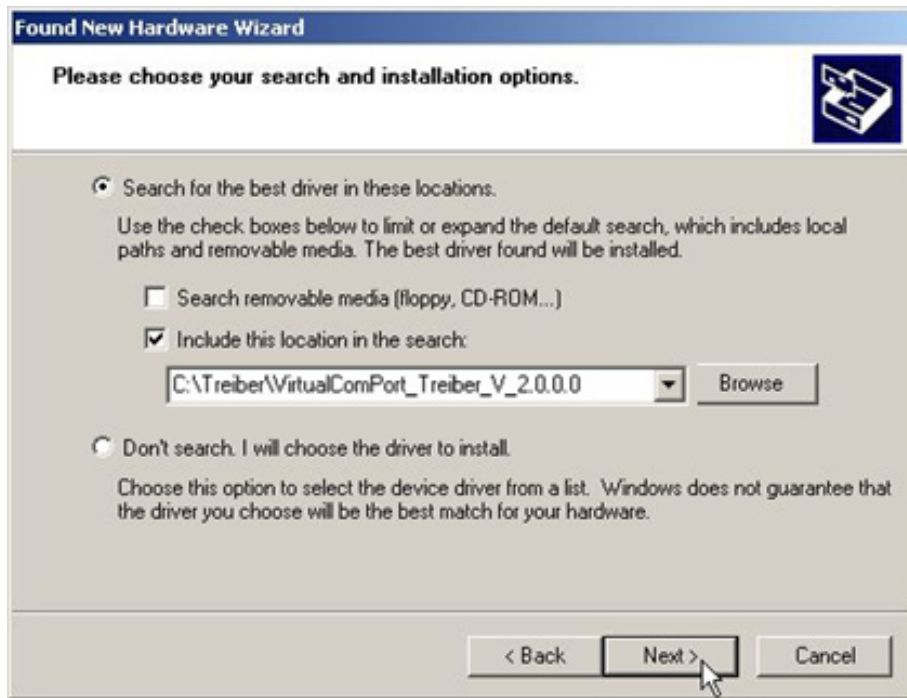 Found New Hardware Wizard
Please choose your search and installation options.
Search for the best driver in these locations.
Use the check boxes below to limit or expand the default search, which includes local
paths and removable media. The best driver found will be installed.
Search removable media (floppy, CD-ROM...)
Include this location in the search:
C:\Treiber\VirtualComPort_Treiber_V_2.0.0.0
Browse
Don't search. I will choose the driver to install.
Choose this option to select the device driver from a list. Windows does not guarantee that
the driver you choose will be the best match for your hardware.
< Back Next > Cancel